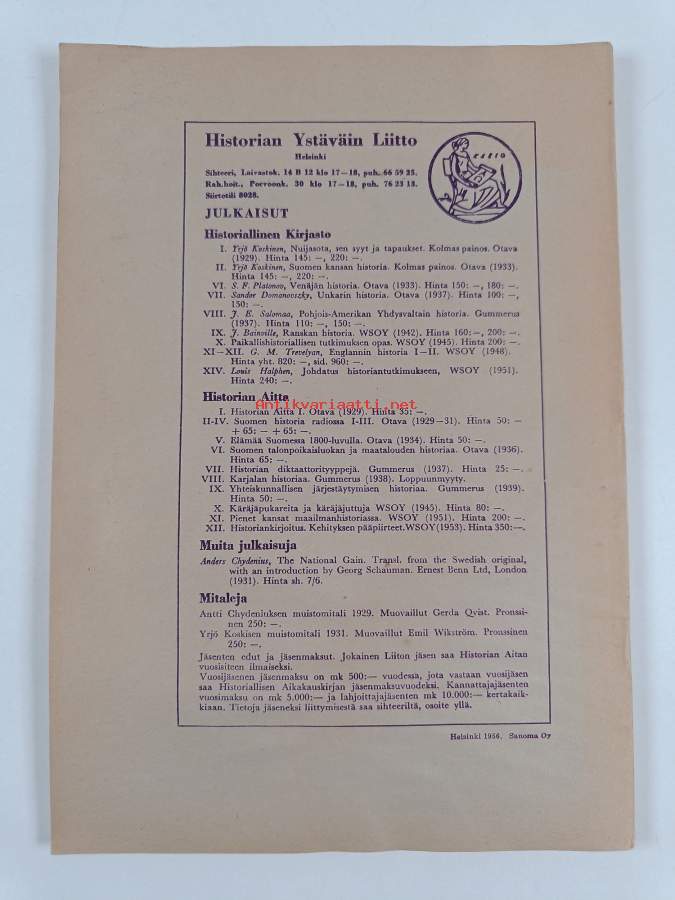 Historian Ystäväin Liitto
Helsinki
Sihteeri, Laivastok. 14 B 12 klo 17—18, puh. 66 59 25.
Rah.hoit., Porvoonk. 30 klo 17—18, puh. 76 23 13.
Siirtotili 8028.
CLIO
JULKAISUT
Historiallinen Kirjasto
I. Yrjö Koskinen, Nuijasota, sen syyt ja tapaukset. Kolmas painos. Otava
(1929). Hinta 145: —, 220: —.
II. Yrjö Koskinen, Suomen kansan historia. Kolmas painos. Otava (1933).
Hinta 145: —, 220: —.
VI. S. F. Platonov, Venäjän historia. Otava (1933). Hinta 150: —, 180: —.
VII. Sandor Domanovszky, Unkarin historia. Otava (1937). Hinta 100: —,
130: —.
VIII. J. E. Salomaa, Pohjois-Amerikan Yhdysvaltain historia. Gummerus
(1937). Hinta 110: —, 150: —.
IX. J. Bainville, Ranskan historia. WSOY (1942). Hinta 160: —, 200: —.
X. Paikallishistoriallisen tutkimuksen opas. WSOY (1945). Hinta 200: —.
XI—XII. G. M. Trevelyan, Englannin historia I—II. WSOY (1948).
Hinta yht. 820: —, sid. 960: —.
XIV. Louis Halphen, Johdatus historiantutkimukseen, WSOY (1951).
Hinta 240: —.
Historian Aitta
Antikvariaatti.net
I. Historian Aitta I. Otava (1929). Hinta 35: —.
II-IV. Suomen historia radiossa I-III. Otava (1929—31). Hinta 50: —
+ 65: — + 65: —.
V. Elämää Suomessa 1800-luvulla. Otava (1934). Hinta 50: —.
VI. Suomen talonpoikaisluokan ja maatalouden historiaa. Otava (1936).
Hinta 65: —.
VII. Historian diktaattorityyppejä. Gummerus (1937). Hinta 25: —.
VIII. Karjalan historiaa. Gummerus (1938). Loppuunmyyty.
IX. Yhteiskunnallisen järjestäytymisen historiaa. Gummerus (1939).
Hinta 50: —.
X. Käräjäpukareita ja käräjäjuttuja WSOY (1945). Hinta 80: —.
XI. Pienet kansat maailmanhistoriassa. WSOY (1951). Hinta 200: —.
XII. Historiankirjoitus. Kehityksen pääpiirteet.WSOY(1953). Hinta 350:—.
Muita julkaisuja
Anders Chydenius, The National Gain. Transl. from the Swedish original,
with an introduction by Georg Schauman. Ernest Benn Ltd, London
(1931). Hinta sh. 7/6.
Mitaleja
Antti Chydeniuksen muistomitali 1929. Muovaillut Gerda Qvist. Pronssi-
nen 250: —.
Yrjö Koskisen muistomitali 1931. Muovaillut Emil Wikström. Pronssinen
250: —.
Jäsenten edut ja jäsenmaksut. Jokainen Liiton jäsen saa Historian Aitan
vuosisiteen ilmaiseksi.
Vuosijäsenen jäsenmaksu on mk 500:— vuodessa, jota vastaan vuosijäsen
saa Historiallisen Aikakauskirjan jäsenmaksuvuodeksi. Kannattajajäsenten
vuosimaksu on mk 5.000:— ja lahjoittajajäsenten mk 10.000:— kertakaik-
kiaan. Tietoja jäseneksi liittymisestä saa sihteeriltä, osoite yllä.
Helsinki 1956. Sanoma Oy